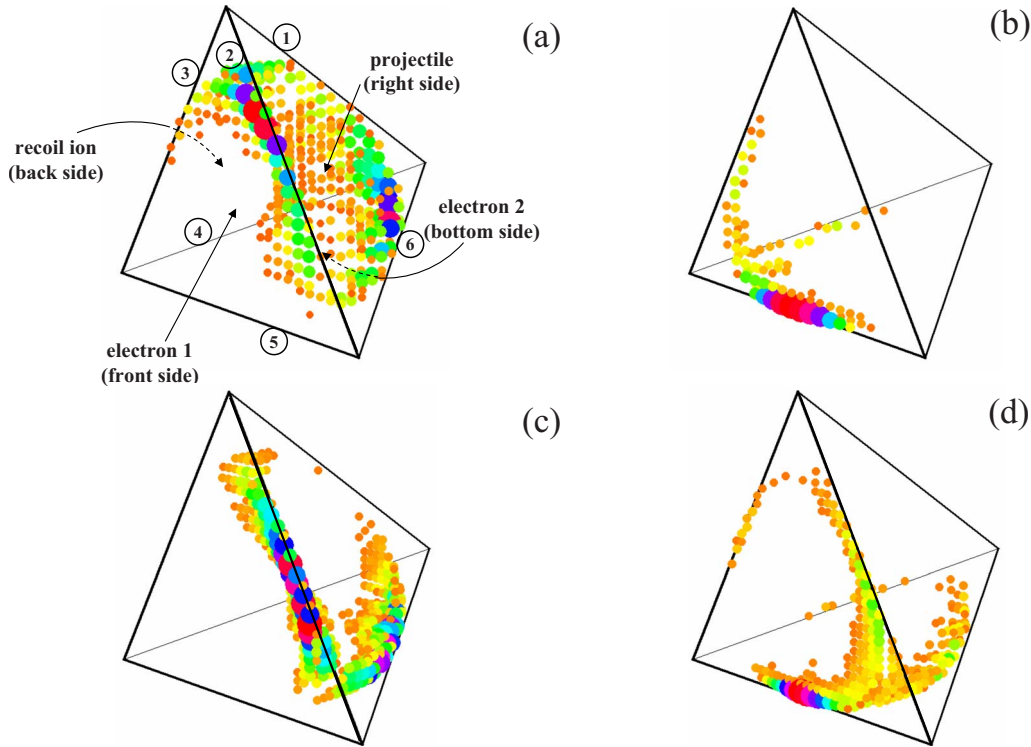 (a)
(b)
1
2
3
projectile
(right side)
recoil ion
(back side)
4
electron 2
(bottom side)
6
5
electron 1
(front side)
(c)
(d)